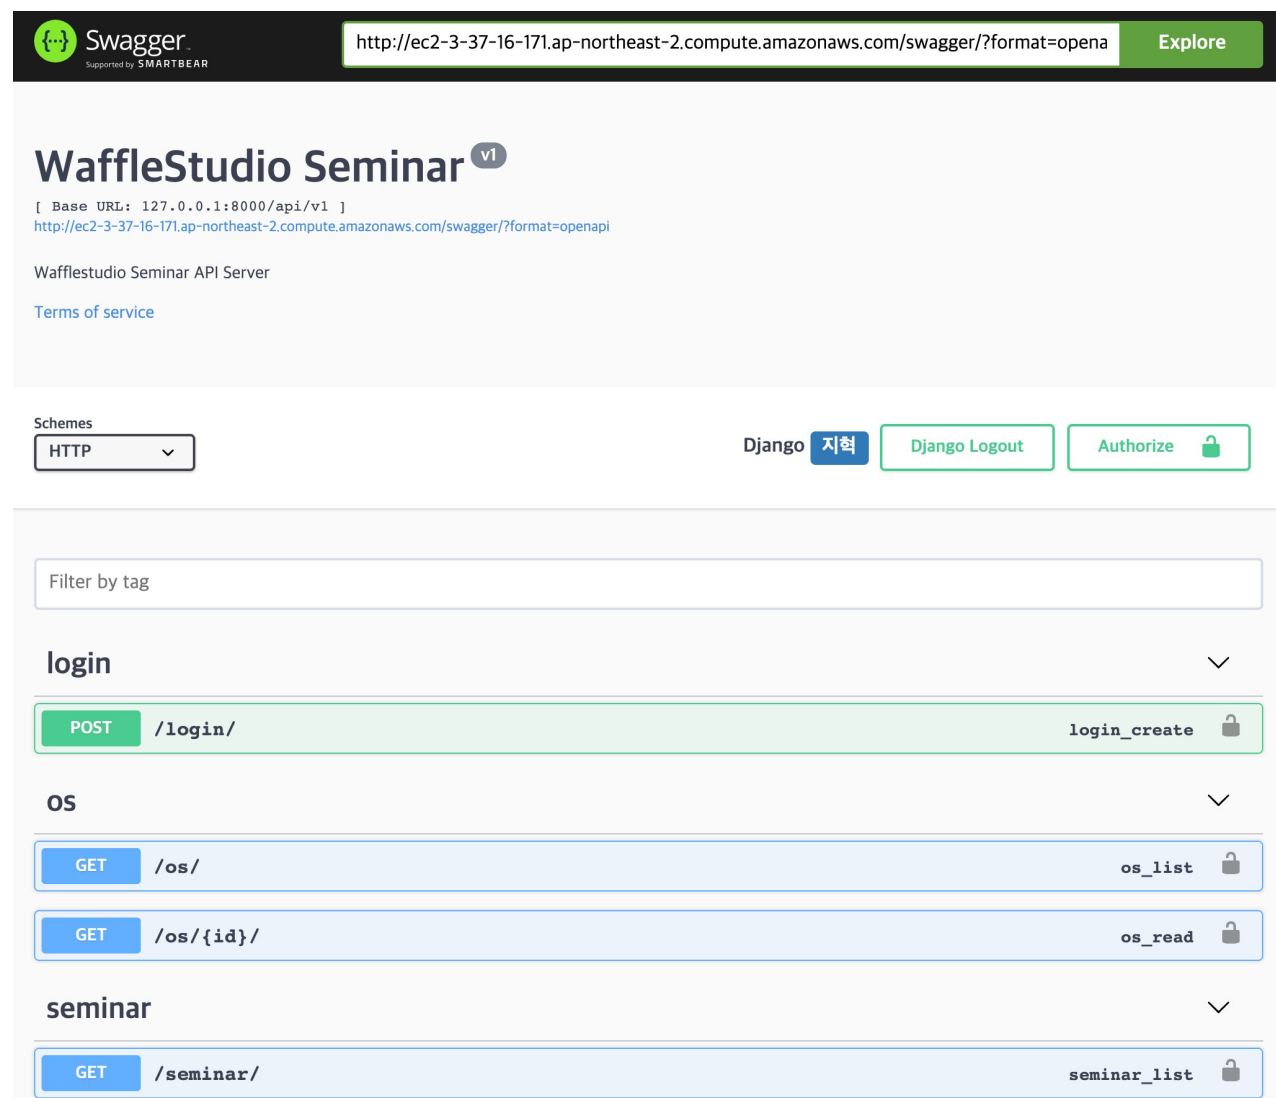 Swagger
Supported by SMARTBEAR
http://ec2-3-37-16-171.ap-northeast-2.compute.amazonaws.com/swagger/?format=opena
Explore
WaffleStudio Seminar v1
[ Base URL: 127.0.0.1:8000/api/v1 ]
http://ec2-3-37-16-171.ap-northeast-2.compute.amazonaws.com/swagger/?format=openapi
Wafflestudio Seminar API Server
Terms of service
Schemes
HTTP
Django 지혁
Django Logout
Authorize
Filter by tag
login
POST /login/ login_create
os
GET /os/ os_list
GET /os/{id}/ os_read
seminar
GET /seminar/ seminar_list